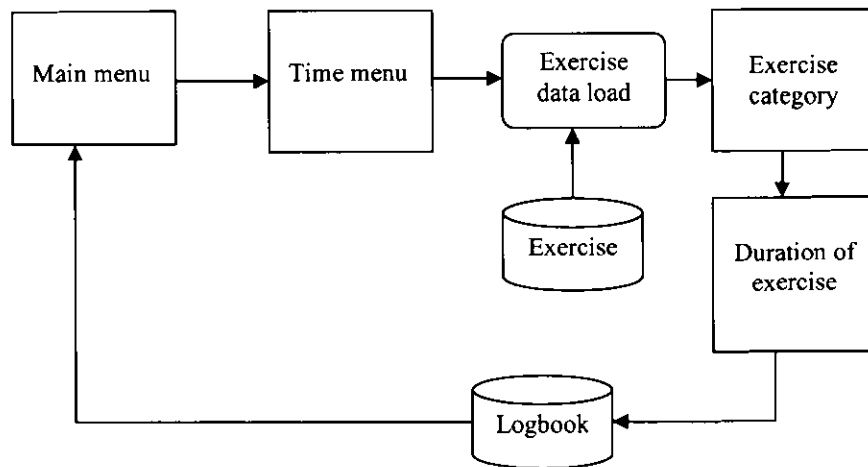 Main menu
Time menu
Exercise
data load
Exercise
category
Exercise
Duration of
exercise
Logbook